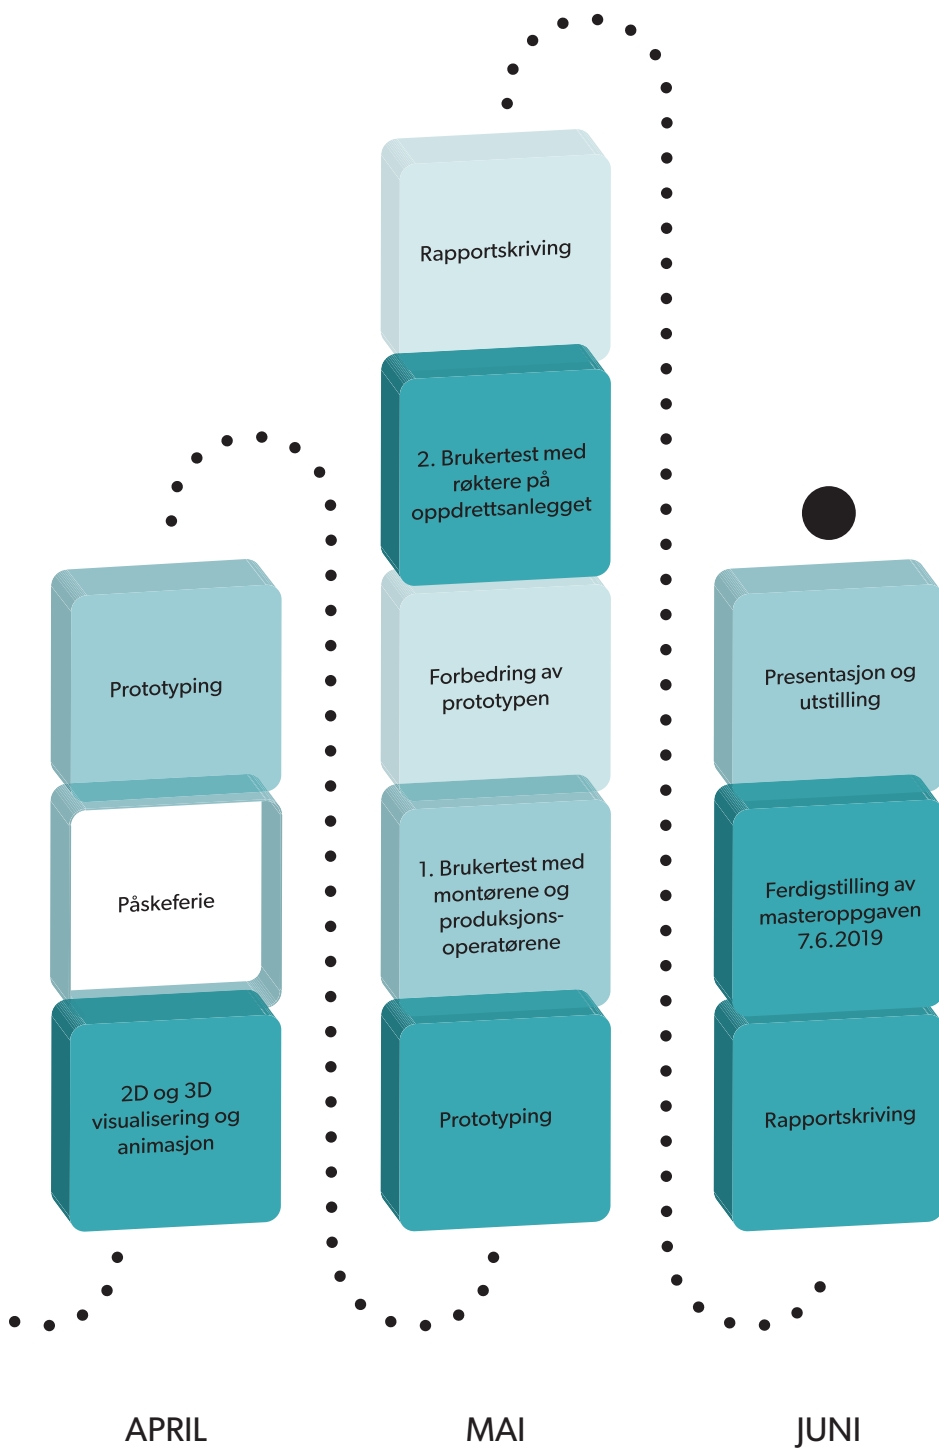 Rapportskriving
2. Brukertest med
røktere på
oppdrettsanlegget
Prototyping
Forbedring av
prototypen
Presentasjon og
utstilling
Påskeferie
1. Brukertest med
montørene og
produksjons-
operatørene
Ferdigstilling av
masteroppgaven
7.6.2019
2D og 3D
visualisering og
animasjon
Prototyping
Rapportskriving
APRIL
MAI
JUNI